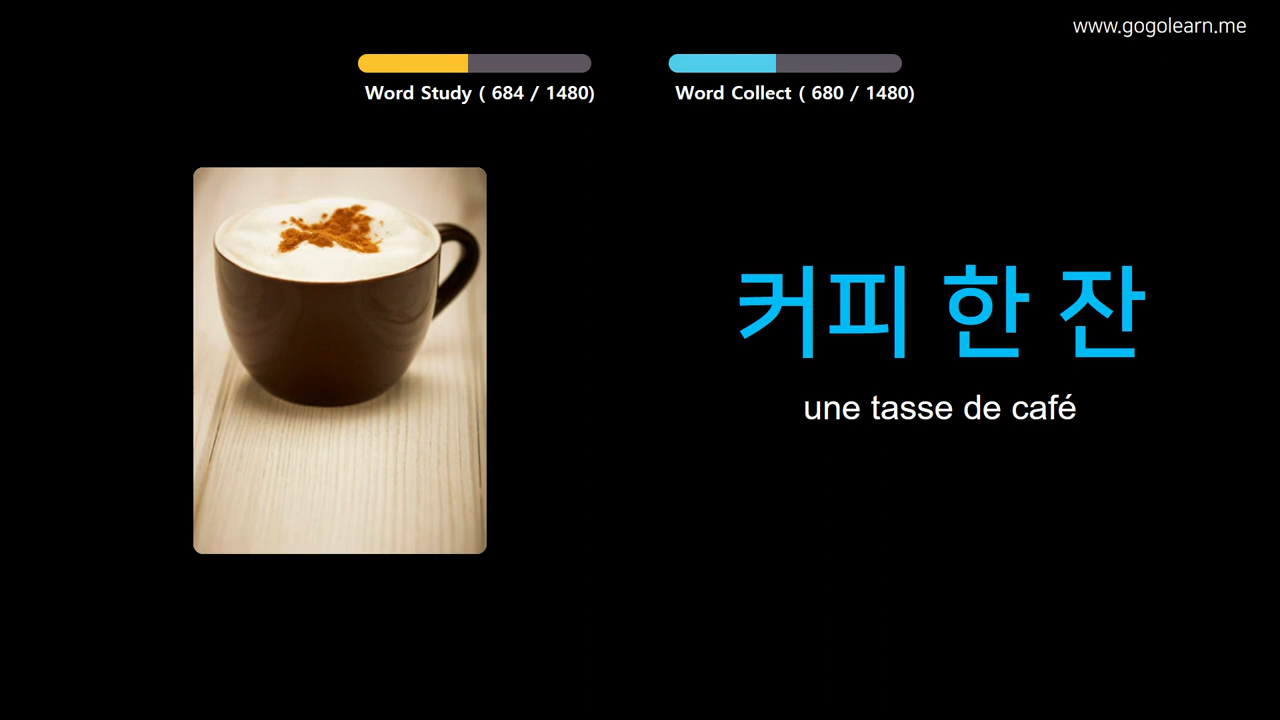 www.gogolearn.me
Word Study ( 684 / 1480)
Word Collect ( 680 / 1480)
커피 한 잔
une tasse de café